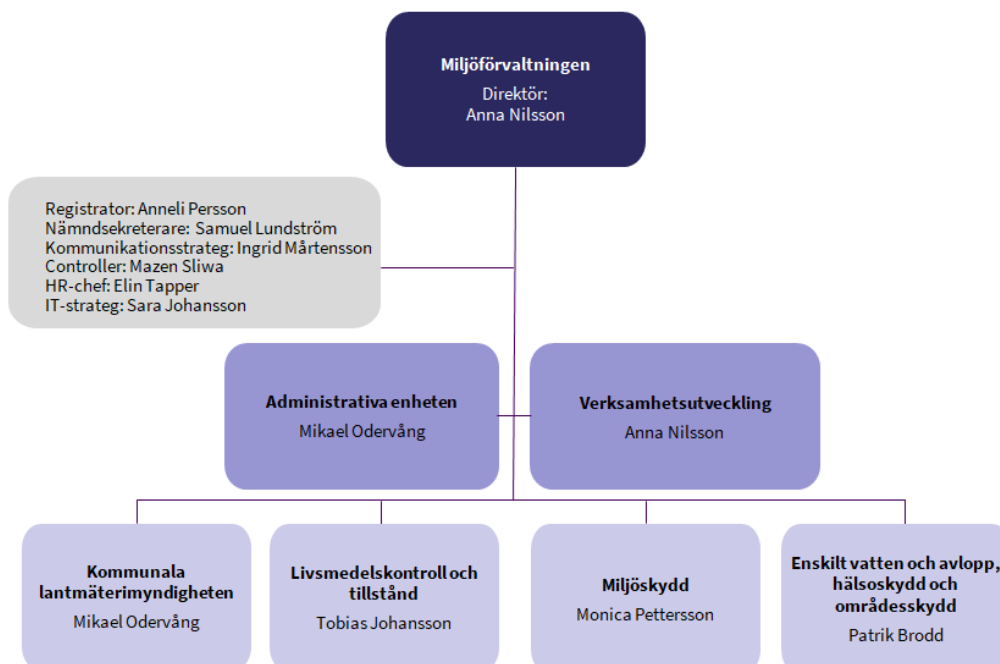 Miljöförvaltningen
Direktör:
Anna Nilsson
Registrator: Anneli Persson
Nämndsekreterare: Samuel Lundström
Kommunikationsstrateg: Ingrid Mårtensson
Controller: Mazen Sliwa
HR-chef: Elin Tapper
IT-strateg: Sara Johansson
Administrativa enheten
Mikael Odervång
Verksamhetsutveckling
Anna Nilsson
Kommunala
lantmäterimyndigheten
Mikael Odervång
Livsmedelskontroll och
tillstånd
Tobias Johansson
Miljöskydd
Monica Pettersson
Enskilt vatten och avlopp,
hälsoskydd och
områdesskydd
Patrik Brodd